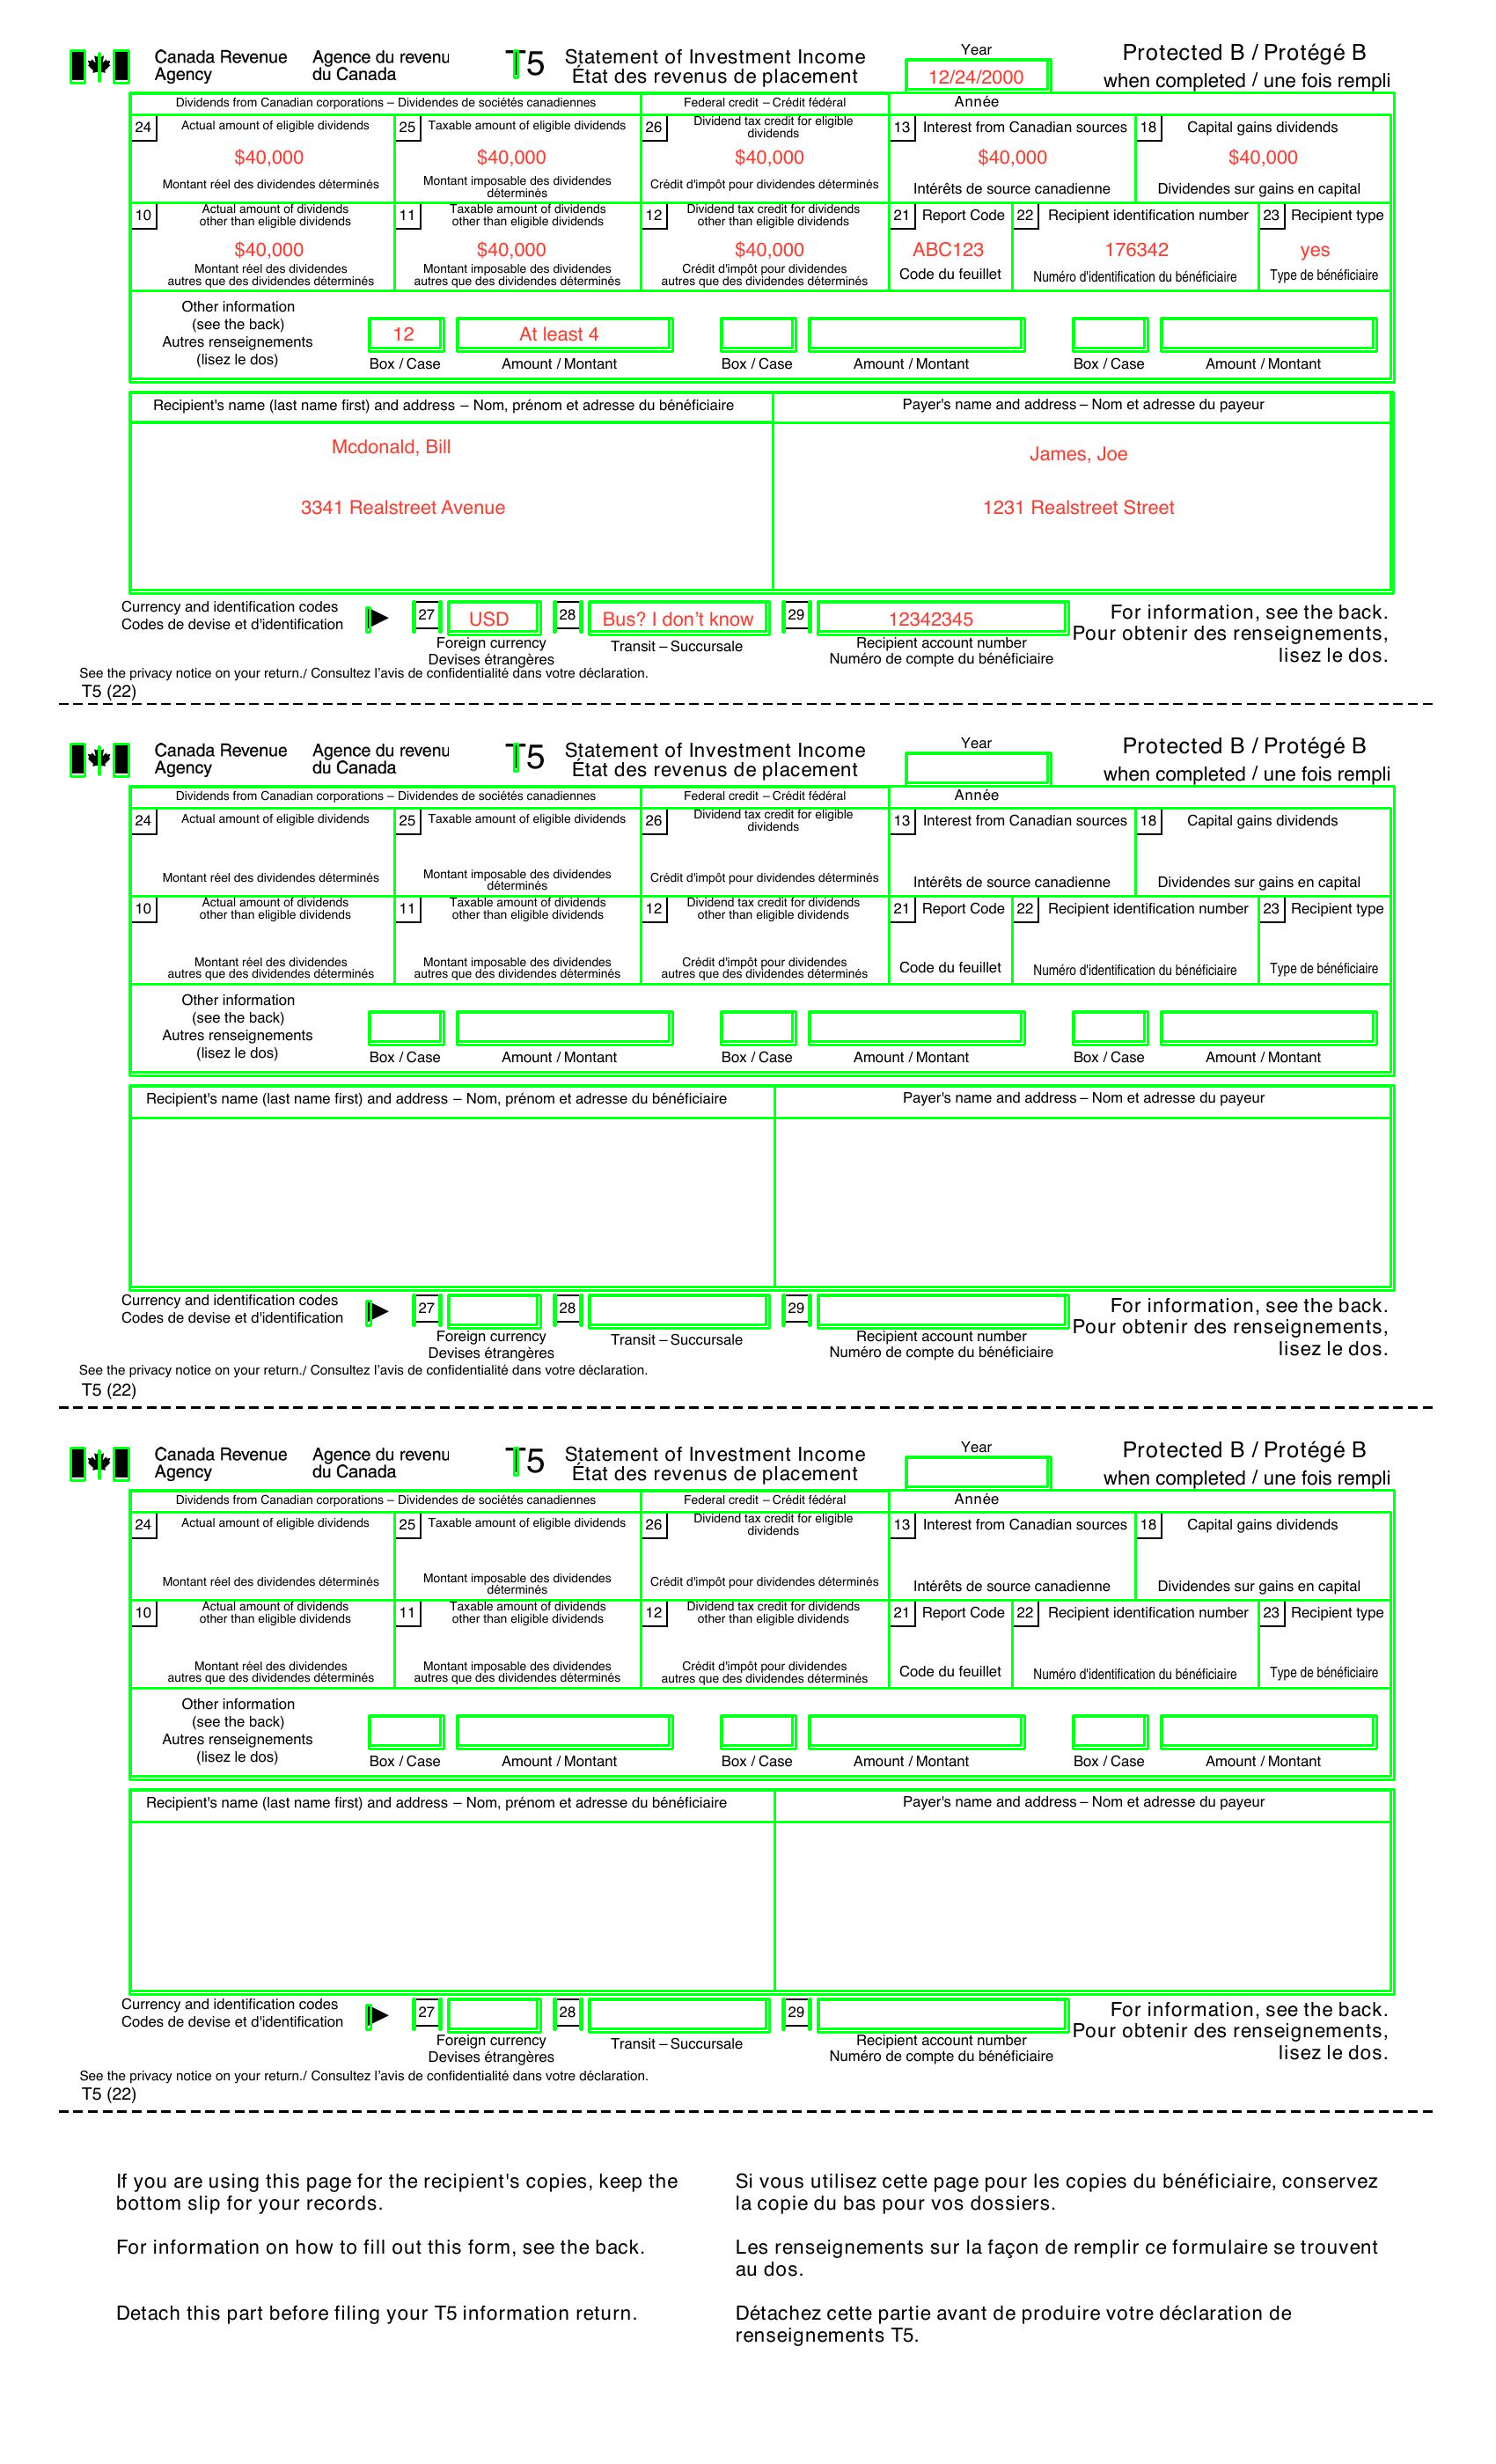 Canada Revenue Agency
Agence du revenu du Canada
T5
Statement of Investment Income
État des revenus de placement
Year
12/24/2000
Année
Protected B / Protégé B
when completed / une fois rempli
Dividends from Canadian corporations – Dividendes de sociétés canadiennes
Federal credit – Crédit fédéral
24 Actual amount of eligible dividends
$40,000
Montant réel des dividendes déterminés
25 Taxable amount of eligible dividends
$40,000
Montant imposable des dividendes
déterminés
26 Dividend tax credit for eligible
dividends
$40,000
Crédit d'impôt pour dividendes déterminés
13 Interest from Canadian sources
$40,000
Intérêts de source canadienne
18 Capital gains dividends
$40,000
Dividendes sur gains en capital
10 Actual amount of dividends
other than eligible dividends
$40,000
Montant réel des dividendes
autres que des dividendes déterminés
11 Taxable amount of dividends
other than eligible dividends
$40,000
Montant imposable des dividendes
autres que des dividendes déterminés
12 Dividend tax credit for dividends
other than eligible dividends
$40,000
Crédit d'impôt pour dividendes
autres que des dividendes déterminés
21 Report Code
ABC123
Code du feuillet
22 Recipient identification number
176342
Numéro d'identification du bénéficiaire
23 Recipient type
yes
Type de bénéficiaire
Other information
(see the back)
Autres renseignements
(lisez le dos)
12
Box / Case
At least 4
Amount / Montant
Box / Case
Amount / Montant
Box / Case
Amount / Montant
Recipient's name (last name first) and address – Nom, prénom et adresse du bénéficiaire
Mcdonald, Bill
3341 Realstreet Avenue
Payer's name and address – Nom et adresse du payeur
James, Joe
1231 Realstreet Street
Currency and identification codes
Codes de devise et d'identification
27 USD
Foreign currency
Devises étrangères
28 Bus? I don't know
Transit – Succursale
29 12342345
Recipient account number
Numéro de compte du bénéficiaire
For information, see the back.
Pour obtenir des renseignements,
lisez le dos.
See the privacy notice on your return./ Consultez l'avis de confidentialité dans votre déclaration.
T5 (22)
Canada Revenue Agency
Agence du revenu du Canada
T5
Statement of Investment Income
État des revenus de placement
Year
Année
Protected B / Protégé B
when completed / une fois rempli
Dividends from Canadian corporations – Dividendes de sociétés canadiennes
Federal credit – Crédit fédéral
24 Actual amount of eligible dividends
Montant réel des dividendes déterminés
25 Taxable amount of eligible dividends
Montant imposable des dividendes
déterminés
26 Dividend tax credit for eligible
dividends
Crédit d'impôt pour dividendes déterminés
13 Interest from Canadian sources
Intérêts de source canadienne
18 Capital gains dividends
Dividendes sur gains en capital
10 Actual amount of dividends
other than eligible dividends
Montant réel des dividendes
autres que des dividendes déterminés
11 Taxable amount of dividends
other than eligible dividends
Montant imposable des dividendes
autres que des dividendes déterminés
12 Dividend tax credit for dividends
other than eligible dividends
Crédit d'impôt pour dividendes
autres que des dividendes déterminés
21 Report Code
Code du feuillet
22 Recipient identification number
Numéro d'identification du bénéficiaire
23 Recipient type
Type de bénéficiaire
Other information
(see the back)
Autres renseignements
(lisez le dos)
Box / Case
Amount / Montant
Box / Case
Amount / Montant
Box / Case
Amount / Montant
Recipient's name (last name first) and address – Nom, prénom et adresse du bénéficiaire
Payer's name and address – Nom et adresse du payeur
Currency and identification codes
Codes de devise et d'identification
27
Foreign currency
Devises étrangères
28
Transit – Succursale
29
Recipient account number
Numéro de compte du bénéficiaire
For information, see the back.
Pour obtenir des renseignements,
lisez le dos.
See the privacy notice on your return./ Consultez l'avis de confidentialité dans votre déclaration.
T5 (22)
Canada Revenue Agency
Agence du revenu du Canada
T5
Statement of Investment Income
État des revenus de placement
Year
Année
Protected B / Protégé B
when completed / une fois rempli
Dividends from Canadian corporations – Dividendes de sociétés canadiennes
Federal credit – Crédit fédéral
24 Actual amount of eligible dividends
Montant réel des dividendes déterminés
25 Taxable amount of eligible dividends
Montant imposable des dividendes
déterminés
26 Dividend tax credit for eligible
dividends
Crédit d'impôt pour dividendes déterminés
13 Interest from Canadian sources
Intérêts de source canadienne
18 Capital gains dividends
Dividendes sur gains en capital
10 Actual amount of dividends
other than eligible dividends
Montant réel des dividendes
autres que des dividendes déterminés
11 Taxable amount of dividends
other than eligible dividends
Montant imposable des dividendes
autres que des dividendes déterminés
12 Dividend tax credit for dividends
other than eligible dividends
Crédit d'impôt pour dividendes
autres que des dividendes déterminés
21 Report Code
Code du feuillet
22 Recipient identification number
Numéro d'identification du bénéficiaire
23 Recipient type
Type de bénéficiaire
Other information
(see the back)
Autres renseignements
(lisez le dos)
Box / Case
Amount / Montant
Box / Case
Amount / Montant
Box / Case
Amount / Montant
Recipient's name (last name first) and address – Nom, prénom et adresse du bénéficiaire
Payer's name and address – Nom et adresse du payeur
Currency and identification codes
Codes de devise et d'identification
27
Foreign currency
Devises étrangères
28
Transit – Succursale
29
Recipient account number
Numéro de compte du bénéficiaire
For information, see the back.
Pour obtenir des renseignements,
lisez le dos.
See the privacy notice on your return./ Consultez l'avis de confidentialité dans votre déclaration.
T5 (22)
If you are using this page for the recipient's copies, keep the
bottom slip for your records.
For information on how to fill out this form, see the back.
Detach this part before filing your T5 information return.
Si vous utilisez cette page pour les copies du bénéficiaire, conservez
la copie du bas pour vos dossiers.
Les renseignements sur la façon de remplir ce formulaire se trouvent
au dos.
Détachez cette partie avant de produire votre déclaration de
renseignements T5.